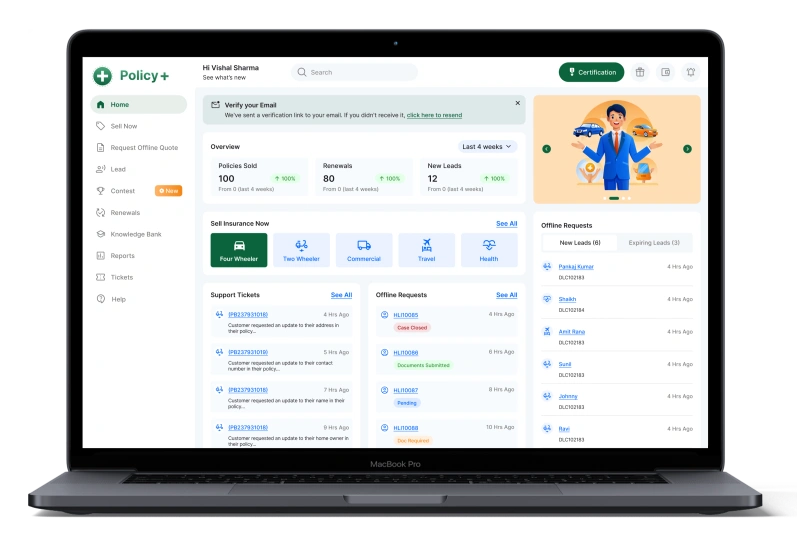 Policy+
Hi Vishal Sharma
See what's new
Search
Certification
Home
Sell Now
Request Offline Quote
Lead
Contest
New
Renewals
Knowledge Bank
Reports
Tickets
Help
Verify your Email
We've sent a verification link to your email. If you didn't receive it, click here to resend
Overview
Last 4 weeks
Policies Sold
100
↑ 100%
From 0 (last 4 weeks)
Renewals
80
↑ 100%
From 0 (last 4 weeks)
New Leads
12
↑ 100%
From 0 (last 4 weeks)
Sell Insurance Now
See All
Four Wheeler
Two Wheeler
Commercial
Travel
Health
Support Tickets
See All
(PB237931018)
4 Hrs Ago
Customer requested an update to their address in
their policy...
(PB237931019)
5 Hrs Ago
Customer requested an update to their contact
number in their policy...
(PB237931018)
7 Hrs Ago
Customer requested an update to their name in their
policy...
(PB237931018)
9 Hrs Ago
Customer requested an update to their home owner in
their policy...
Offline Requests
See All
HLI10085
4 Hrs Ago
Case Closed
HLI10086
6 Hrs Ago
Documents Submitted
HLI10087
8 Hrs Ago
Pending
HLI10088
10 Hrs Ago
Doc Required
Offline Requests
New Leads (6)
Expiring Leads (3)
Pankaj Kumar
4 Hrs Ago
DLC102183
Shaikh
4 Hrs Ago
DLC102184
Amit Rana
4 Hrs Ago
DLC102183
Sunil
4 Hrs Ago
DLC102183
Johnny
4 Hrs Ago
DLC102183
Ravi
4 Hrs Ago
DLC102183
MacBook Pro